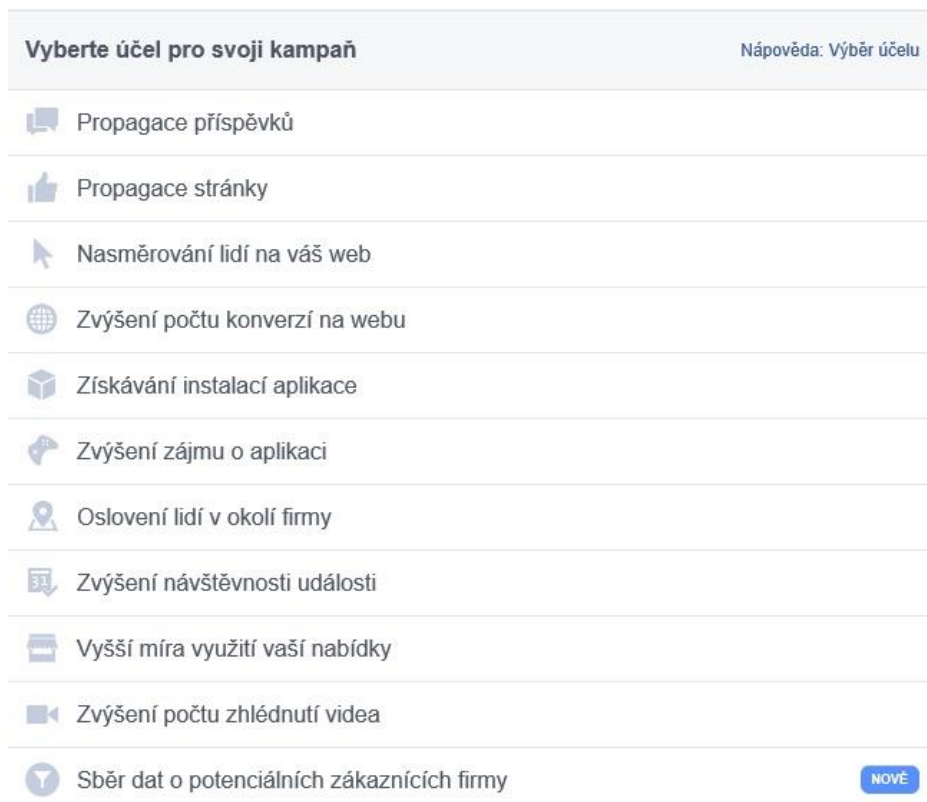 Vyberte účel pro svoji kampaň
Nápověda: Výběr účelu
Propagace příspěvků
Propagace stránky
Nasměrování lidí na váš web
Zvýšení počtu konverzí na webu
Získávání instalací aplikace
Zvýšení zájmu o aplikaci
Oslovení lidí v okolí firmy
31
Zvýšení návštěvnosti události
Vyšší míra využití vaší nabídky
Zvýšení počtu zhlédnutí videa
Sběr dat o potenciálních zákaznících firmy
NOVÉ